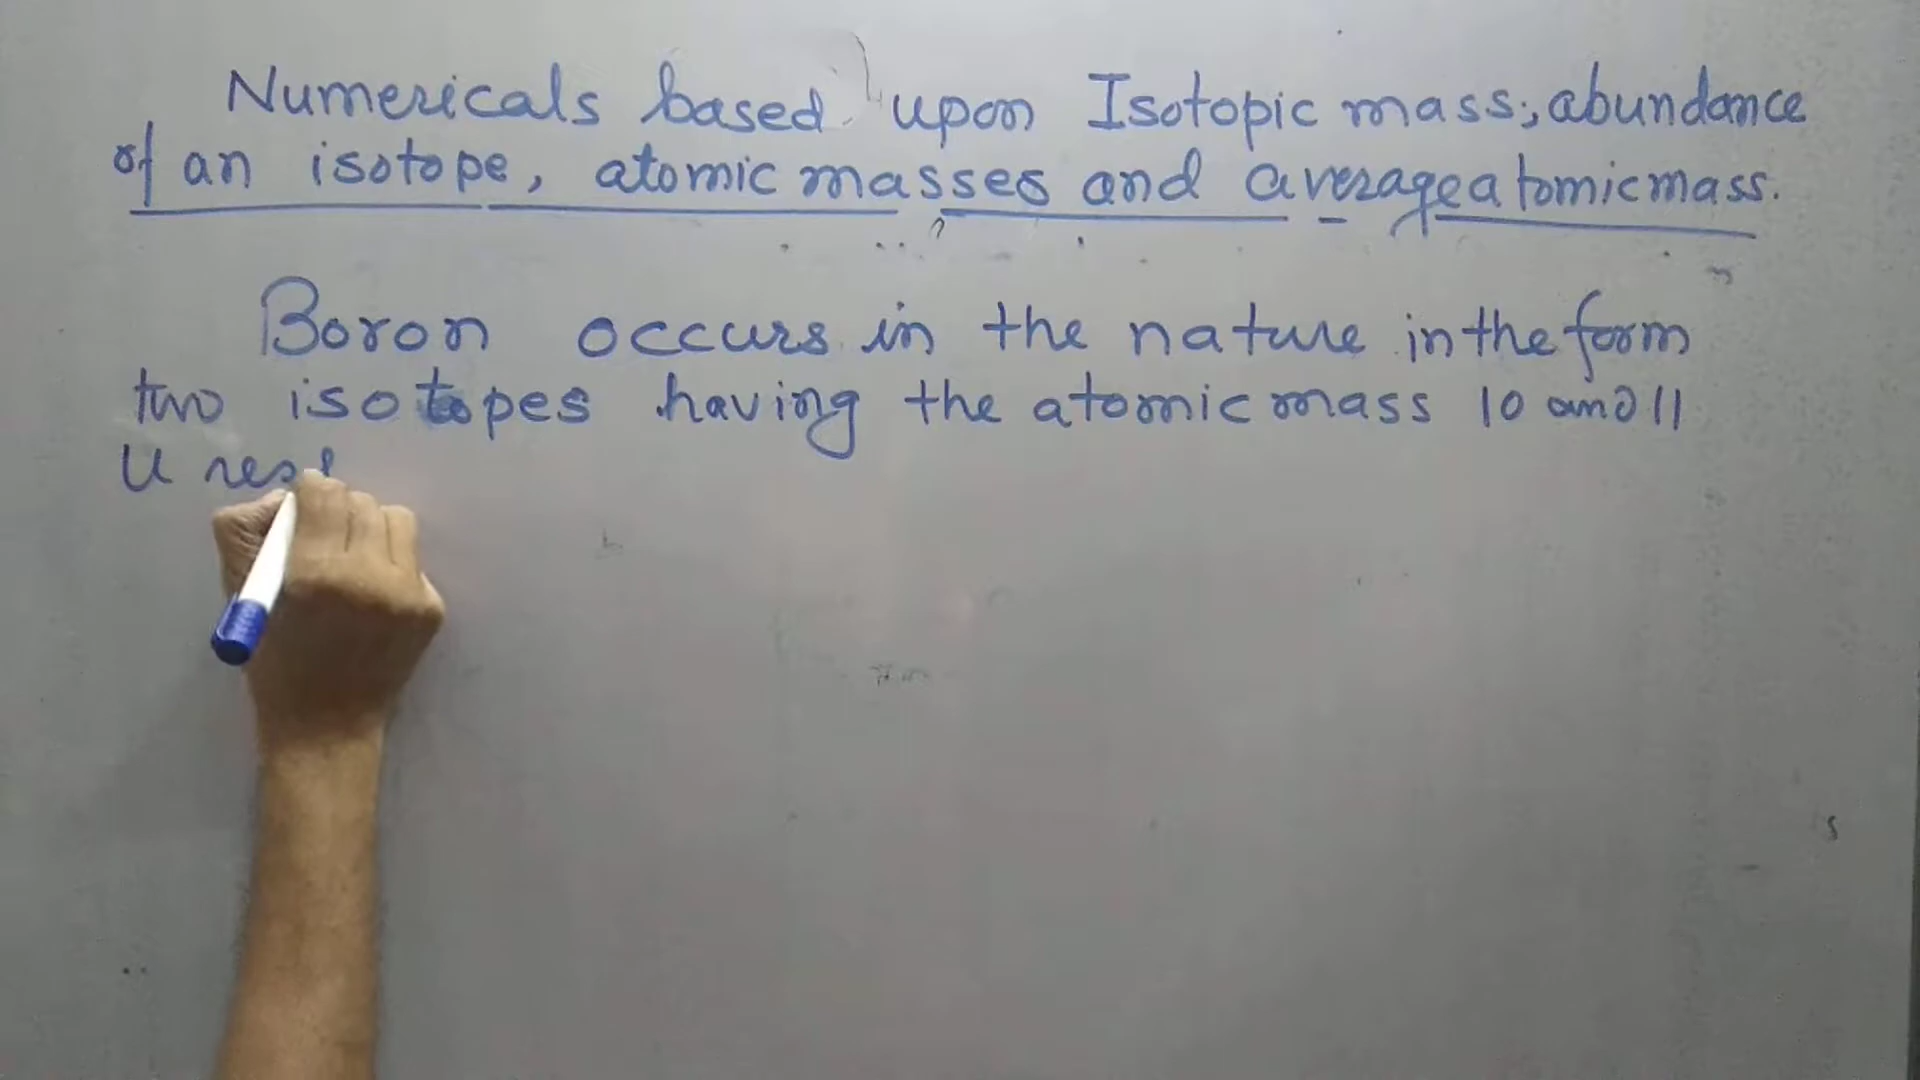 Numericals based upon Isotopic mass, abundance
of an isotope, atomic masses and average atomic mass.
Boron occurs in the nature in the form
two isotopes having the atomic mass 10 and 11
U resp